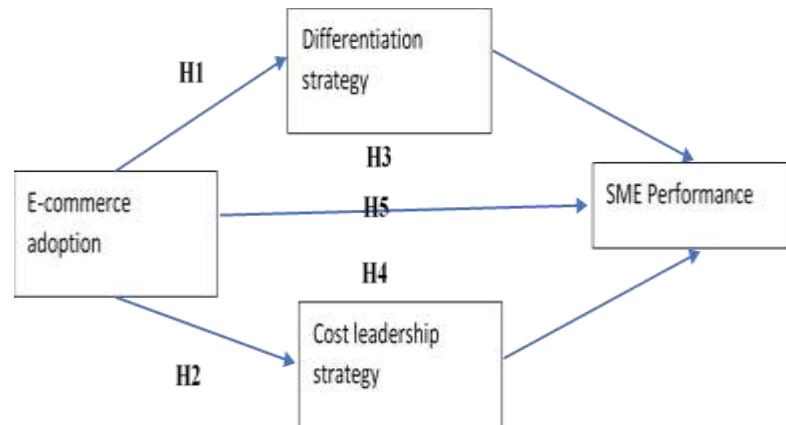 Differentiation
strategy
H1
H3
E-commerce
adoption
SME Performance
H5
H4
Cost leadership
strategy
H2